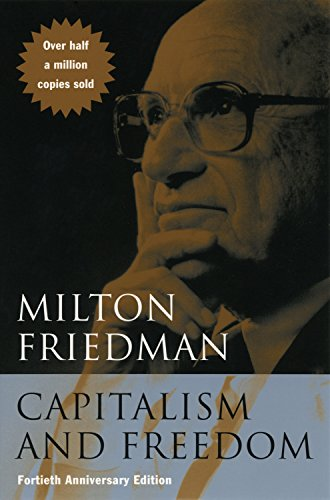 Over half
a million
copies sold
MILTON
FRIEDMAN
CAPITALISM
AND FREEDOM
Fortieth Anniversary Edition